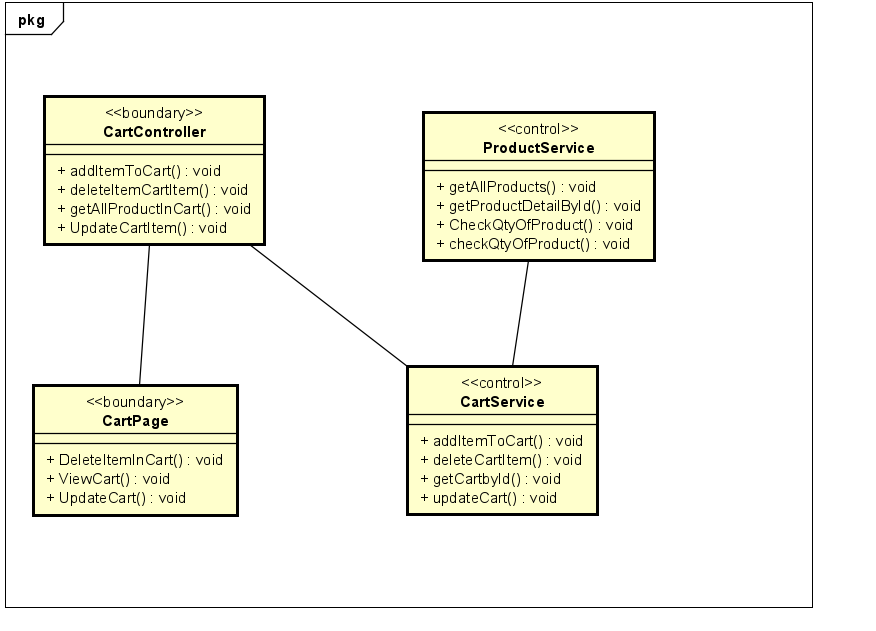 pkg
<<boundary>>
CartController
+ addItemToCart() : void
+ deleteItemCartItem() : void
+ getAllProductInCart() : void
+ UpdateCartItem() : void
<<control>>
ProductService
+ getAllProducts() : void
+ getProductDetailById() : void
+ CheckQtyOfProduct() : void
+ checkQtyOfProduct() : void
<<boundary>>
CartPage
+ DeleteItemInCart() : void
+ ViewCart() : void
+ UpdateCart() : void
<<control>>
CartService
+ addItemToCart() : void
+ deleteCartItem() : void
+ getCartbyId() : void
+ updateCart() : void